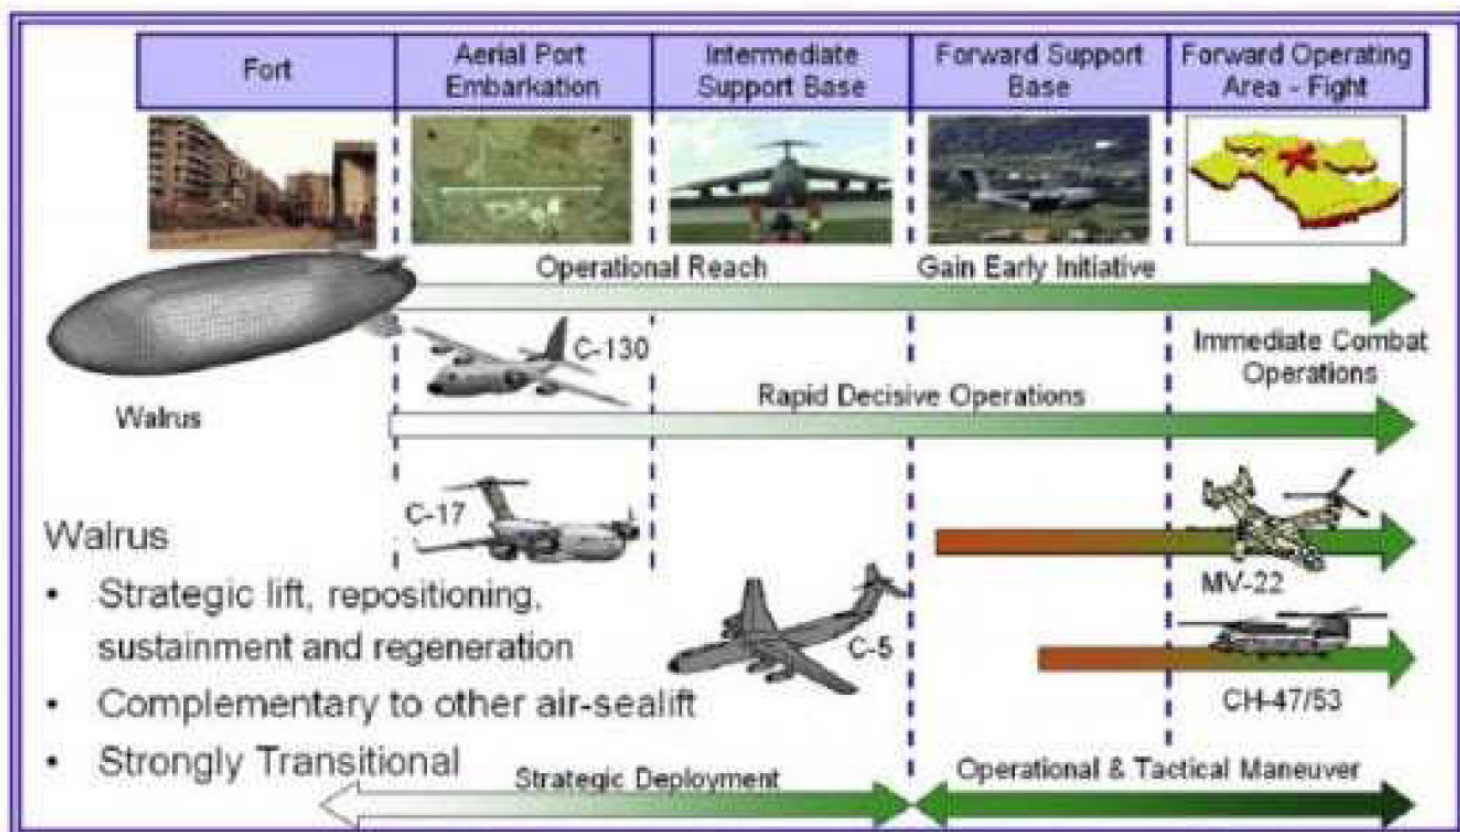 Fort
Aerial Port
Embarkation
Intermediate
Support Base
Forward Support
Base
Forward Operating
Area - Fight
Operational Reach
Gain Early Initiative
C-130
Immediate Combat
Operations
Walrus
Rapid Decisive Operations
C-17
Walrus
• Strategic lift, repositioning,
sustainment and regeneration
• Complementary to other air-sealift
• Strongly Transitional
C-5
MV-22
CH-47/53
Strategic Deployment
Operational & Tactical Maneuver